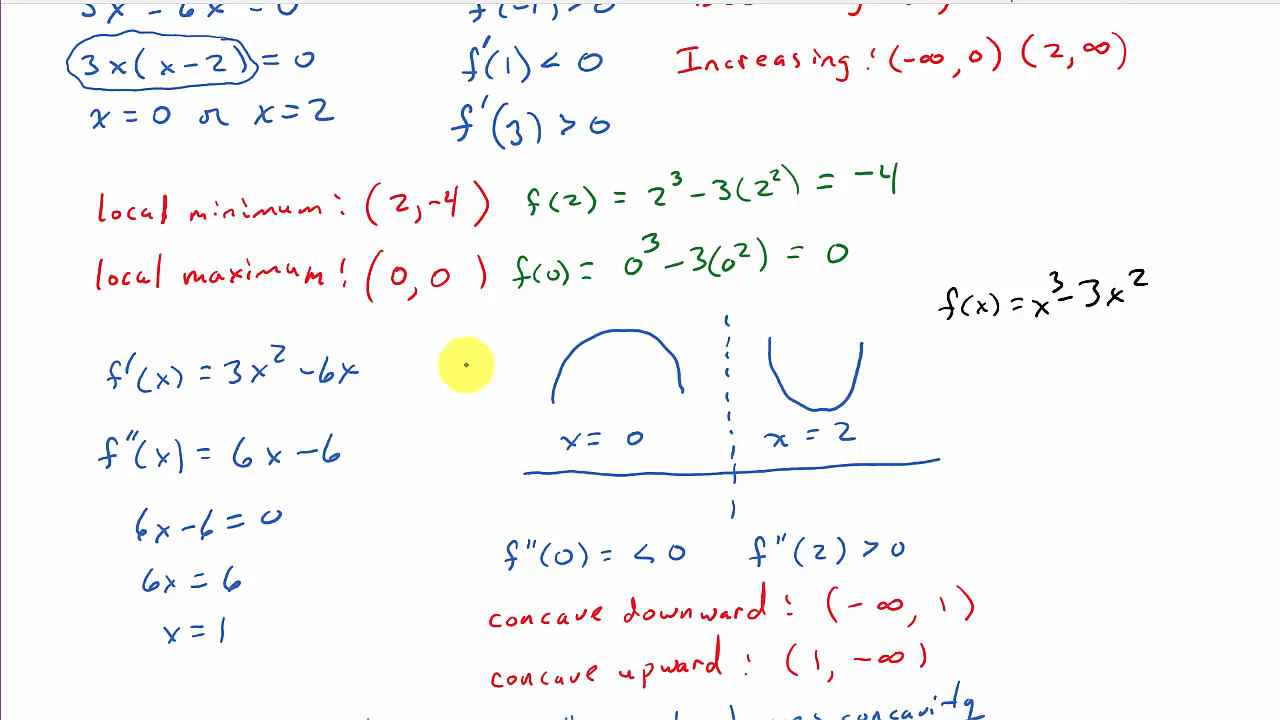 3x(x-2) = 0
x = 0 or x = 2
f'(1) < 0
f'(3) > 0
Increasing: (-∞, 0) (2, ∞)
local minimum: (2, -4) f(2) = 2³ - 3(2²) = -4
local maximum: (0, 0) f(0) = 0³ - 3(0²) = 0
f(x) = x³ - 3x²
f'(x) = 3x² - 6x
f''(x) = 6x - 6
6x - 6 = 0
6x = 6
x = 1
x = 0
x = 2
f''(0) = < 0 f''(2) > 0
concave downward: (-∞, 1)
concave upward: (1, -∞)
concavity